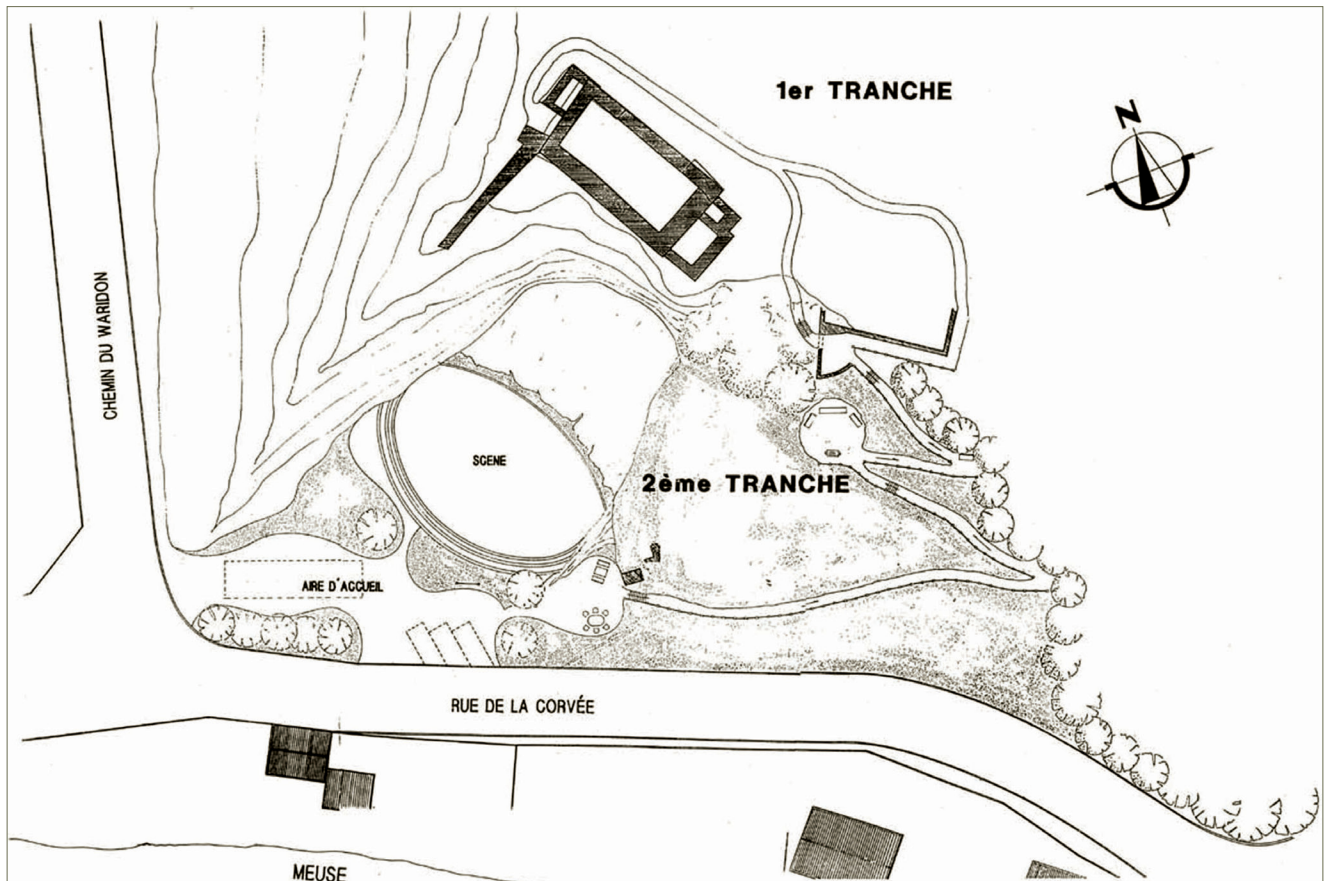 1er TRANCHE
N
CHEMIN DU WARIDON
SCENE
2ème TRANCHE
AIRE D'ACCUEIL
RUE DE LA CORVÉE
MEUSE